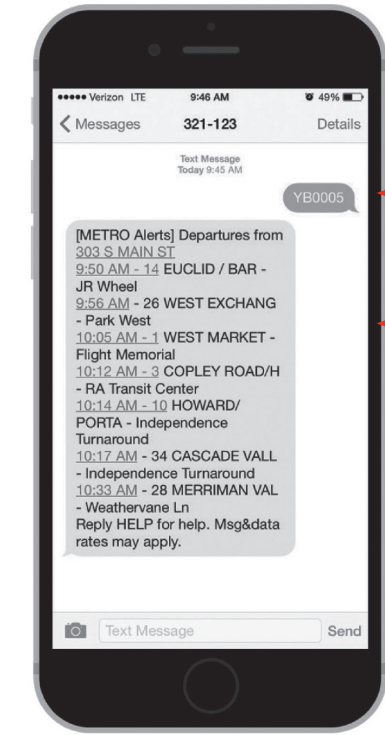 Verizon LTE 9:46 AM 49%
Messages 321-123 Details
Text Message
Today 9:45 AM
YB0005
[METRO Alerts] Departures from
303 S MAIN ST
9:50 AM - 14 EUCLID / BAR -
JR Wheel
9:56 AM - 26 WEST EXCHANG
- Park West
10:05 AM - 1 WEST MARKET -
Flight Memorial
10:12 AM - 3 COPLEY ROAD/H
- RA Transit Center
10:14 AM - 10 HOWARD/
PORTA - Independence
Turnaround
10:17 AM - 34 CASCADE VALL
- Independence Turnaround
10:33 AM - 28 MERRIMAN VAL
- Weathervane Ln
Reply HELP for help. Msg&data
rates may apply.
Text Message Send